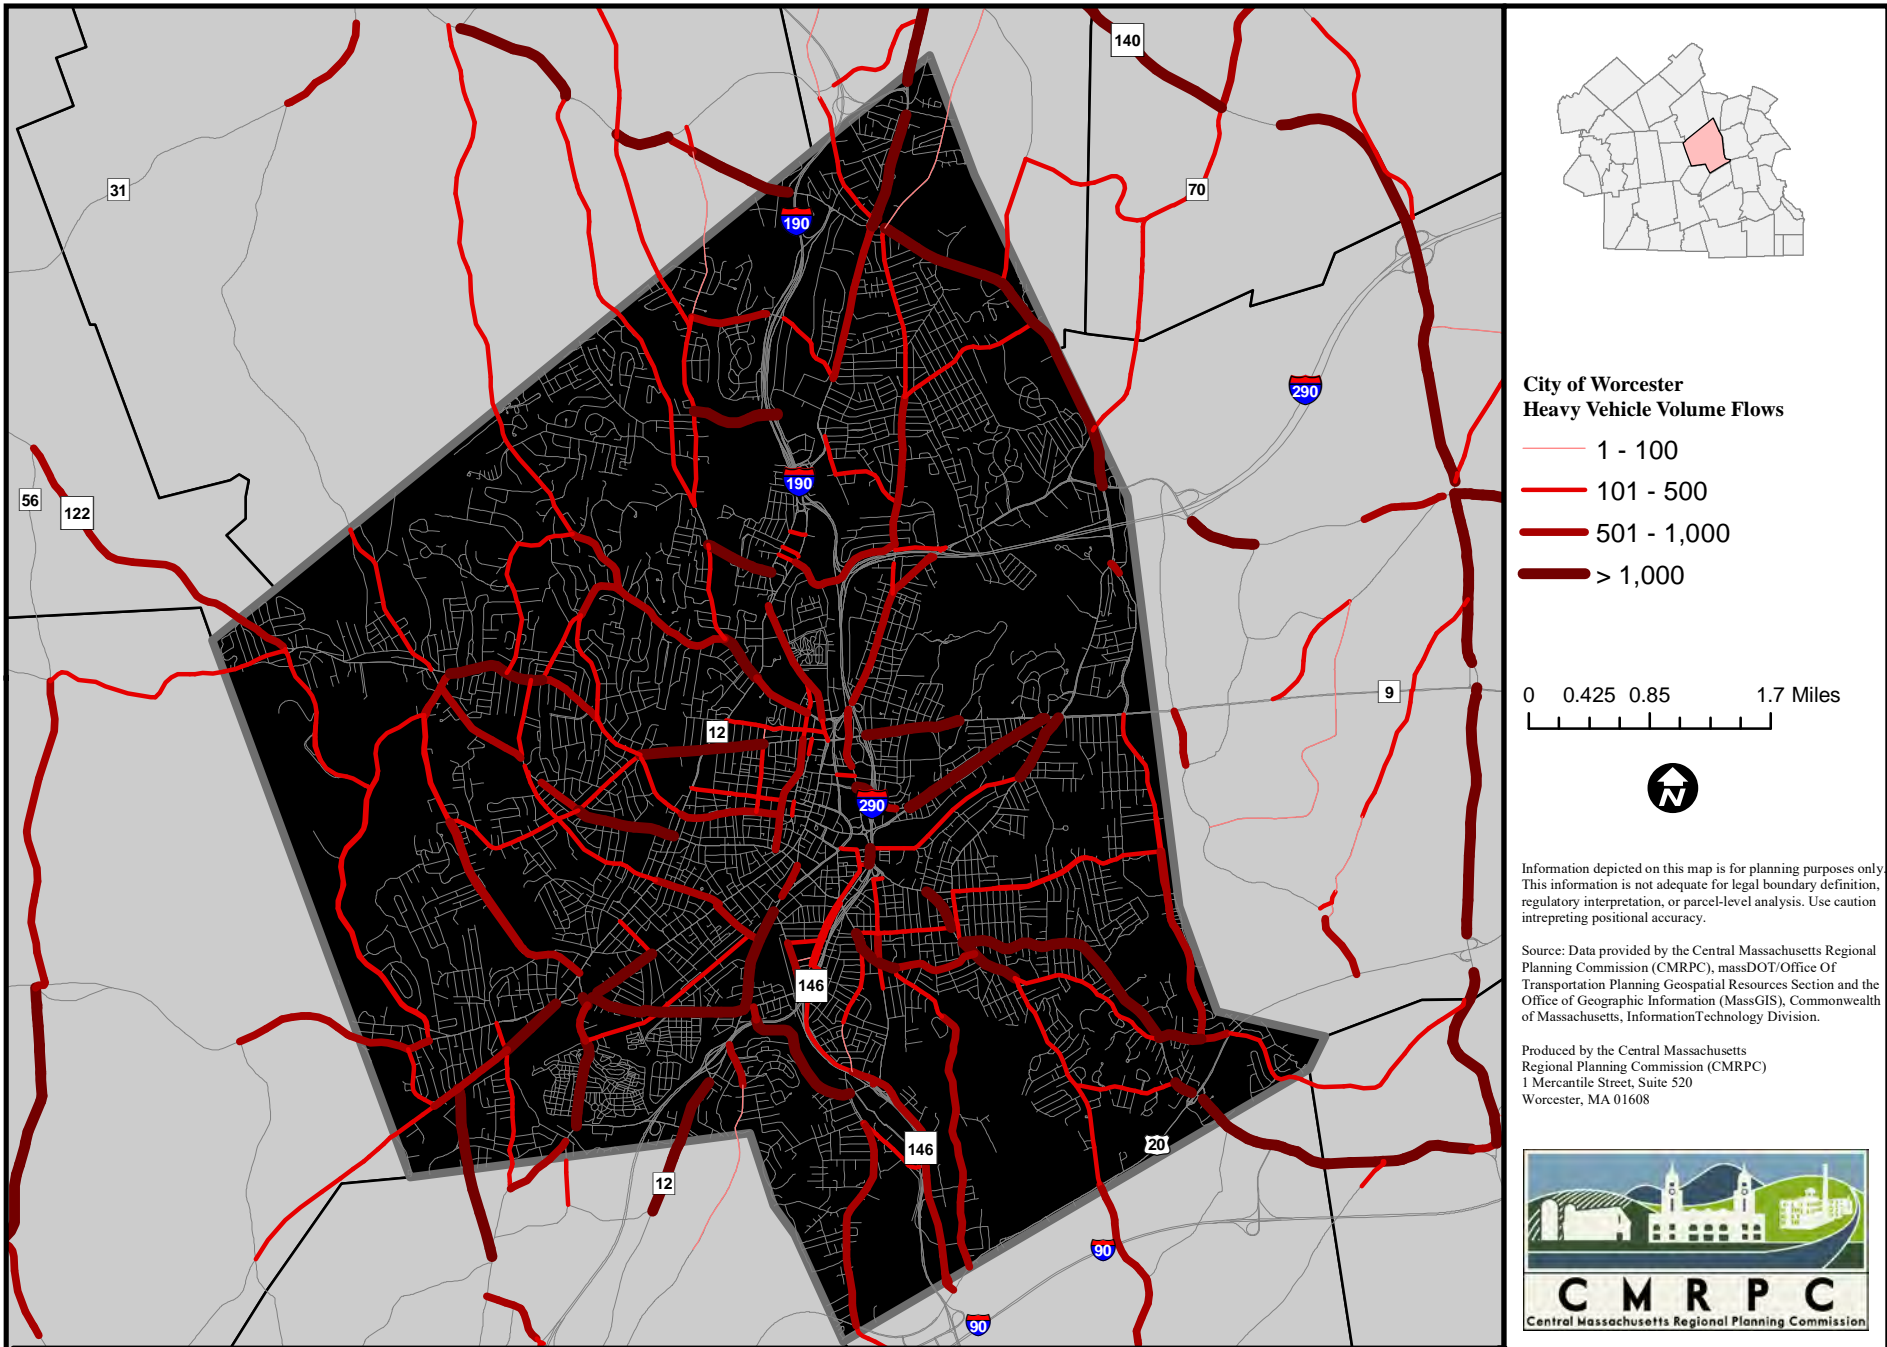 140
31
70
190
290
56
122
190
9
12
290
146
146
20
12
90
90
City of Worcester
Heavy Vehicle Volume Flows
1 - 100
101 - 500
501 - 1,000
> 1,000
0 0.425 0.85 1.7 Miles
N
Information depicted on this map is for planning purposes only.
This information is not adequate for legal boundary definition,
regulatory interpretation, or parcel-level analysis. Use caution
intrepreting positional accuracy.
Source: Data provided by the Central Massachusetts Regional
Planning Commission (CMRPC), massDOT/Office Of
Transportation Planning Geospatial Resources Section and the
Office of Geographic Information (MassGIS), Commonwealth
of Massachusetts, InformationTechnology Division.
Produced by the Central Massachusetts
Regional Planning Commission (CMRPC)
1 Mercantile Street, Suite 520
Worcester, MA 01608
C M R P C
Central Massachusetts Regional Planning Commission